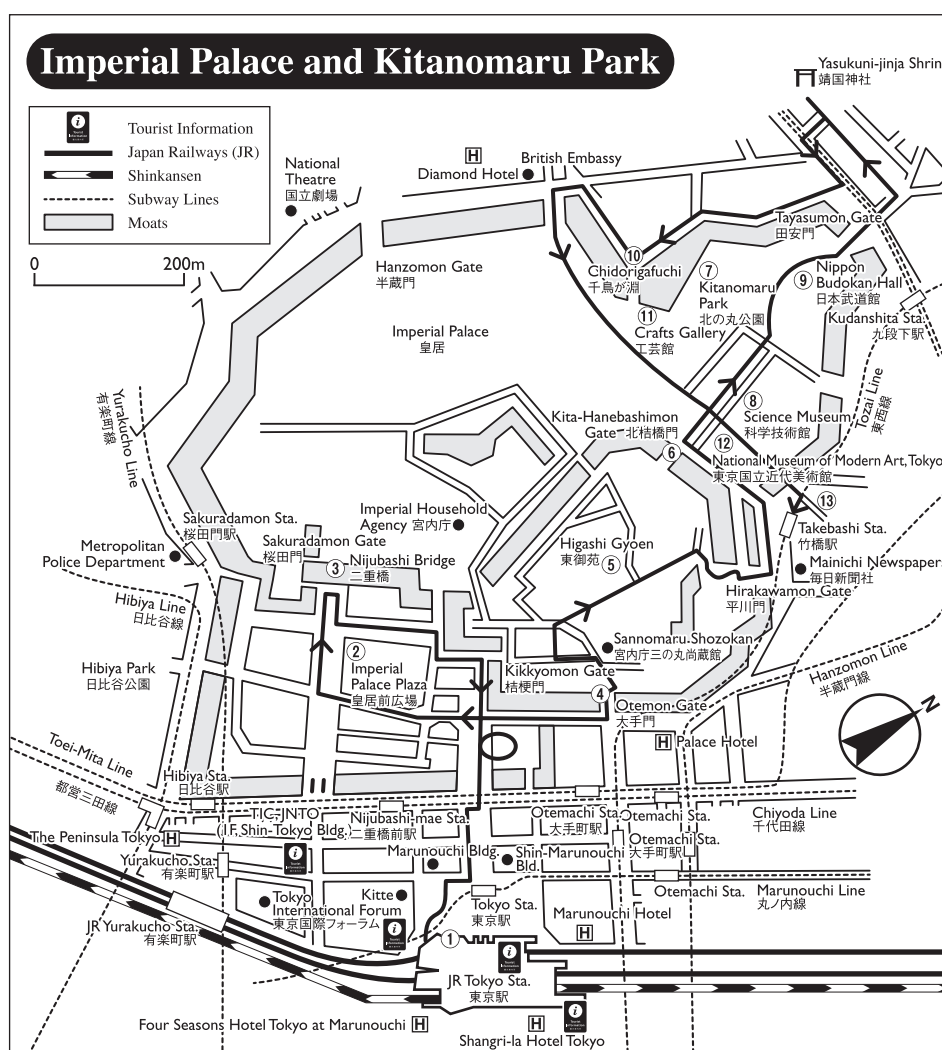 Imperial Palace and Kitanomaru Park
Yasukuni-jinja Shrin
靖国神社
i
Tourist Information
Japan Railways (JR)
Shinkansen
Subway Lines
Moats
0
200m
National
Theatre
国立劇場
H
Diamond Hotel
British Embassy
Tayasumon Gate
田安門
Hanzomon Gate
半蔵門
⑩
Chidorigafuchi
千鳥が淵
⑦
Kitanomaru
Park
北の丸公園
⑨
Nippon
Budokan Hall
日本武道館
⑪
Crafts Gallery
工芸館
Kudanshita Sta.
九段下駅
Imperial Palace
皇居
Yurakucho Line
有楽町線
Tozai Line
東西線
Kita-Hanebashimon
Gate 北桔橋門
⑥
⑧
Science Museum
科学技術館
⑫
National Museum of Modern Art, Tokyo
東京国立近代美術館
⑬
Takebashi Sta.
竹橋駅
Imperial Household
Agency 宮内庁
Sakuradamon Sta.
桜田門駅
Sakuradamon Gate
桜田門
Metropolitan
Police Department
③
Nijubashi Bridge
二重橋
Higashi Gyoen
東御苑
⑤
Mainichi Newspaper
毎日新聞社
Hirakawamon Gate
平川門
Hibiya Line
日比谷線
Sannomaru Shozokan
宮内庁三の丸尚蔵館
Hanzomon Line
半蔵門線
②
Imperial
Palace Plaza
皇居前広場
Hibiya Park
日比谷公園
Kikkyomon Gate
桔梗門
④
Otemon Gate
大手門
N
H
Palace Hotel
Toei-Mita Line
都営三田線
Hibiya Sta.
日比谷駅
TIC-JNTO
(1F, Shin-Tokyo Bldg.)
Nijubashi-mae Sta.
二重橋前駅
Otemachi Sta.
大手町駅
Otemachi Sta.
Otemachi Sta.
大手町駅
Chiyoda Line
千代田線
The Peninsula Tokyo
H
Yurakucho Sta.
有楽町駅
Marunouchi Bldg.
Shin-Marunouchi
Bldg.
Otemachi Sta.
Marunouchi Line
丸ノ内線
Tokyo
International Forum
東京国際フォーラム
Kitte
Tokyo Sta.
東京駅
Marunouchi Hotel
H
JR Yurakucho Sta.
有楽町駅
①
JR Tokyo Sta.
東京駅
Four Seasons Hotel Tokyo at Marunouchi
H
H
Shangri-la Hotel Tokyo